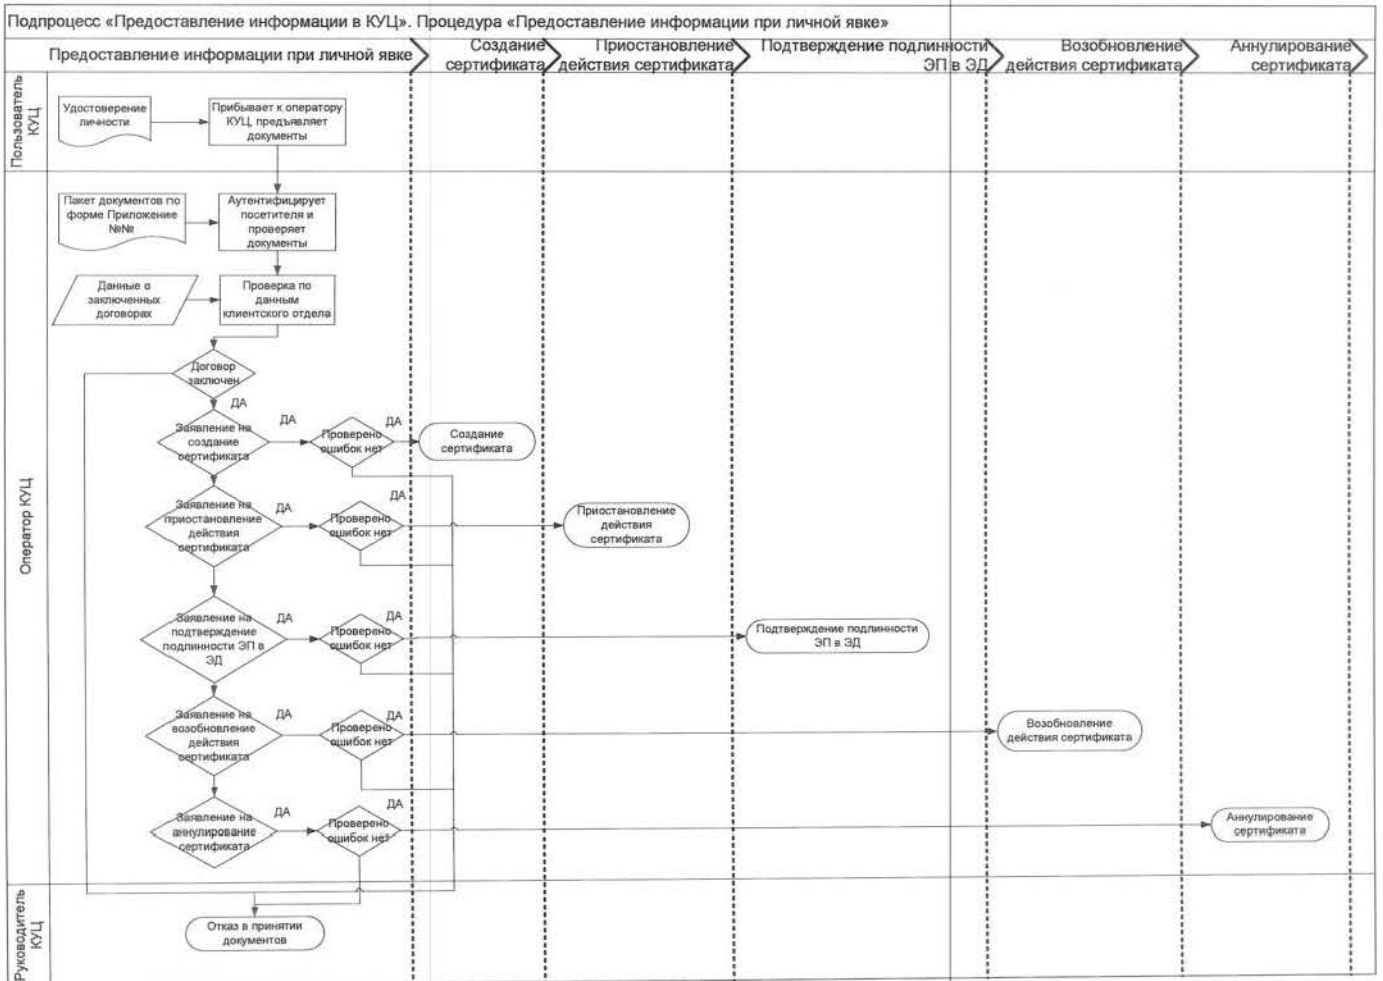 Подпроцесс «Предоставление информации в КУЦ». Процедура «Предоставление информации при личной явке»
Предоставление информации при личной явке
Создание
сертификата
Приостановление
действия сертификата
Подтверждение подлинности
ЭП в ЭД
Возобновление
действия сертификата
Аннулирование
сертификата
Пользователь
КУЦ
Удостоверение
личности
Прибывает к оператору
КУЦ, предъявляет
документы
Оператор КУЦ
Пакет документов по
форме Приложение
№№
Аутентифицирует
посетителя и
проверяет
документы
Данные о
заключенных
договорах
Проверка по
данным
клиентского отдела
Договор
заключен
ДА
Заявление на
создание
сертификата
ДА
Проверено
ошибок нет
ДА
Создание
сертификата
Заявление на
приостановление
действия
сертификата
ДА
Проверено
ошибок нет
ДА
Приостановление
действия
сертификата
Заявление на
подтверждение
подлинности ЭП в
ЭД
ДА
Проверено
ошибок нет
ДА
Подтверждение подлинности
ЭП в ЭД
Заявление на
возобновление
действия
сертификата
ДА
Проверено
ошибок нет
ДА
Возобновление
действия сертификата
Заявление на
аннулирование
сертификата
ДА
Проверено
ошибок нет
ДА
Аннулирование
сертификата
Руководитель
КУЦ
Отказ в принятии
документов